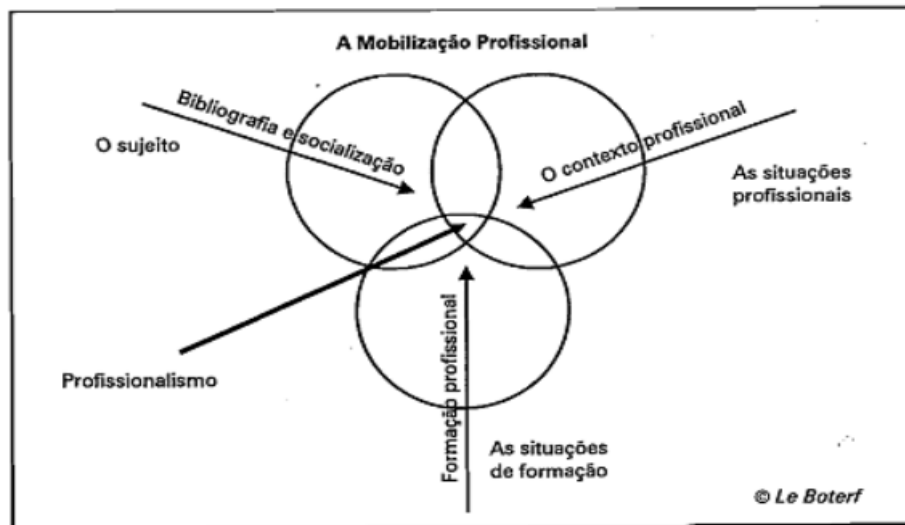 A Mobilização Profissional
Bibliografia e socialização
O sujeito
O contexto profissional
As situações
profissionais
Profissionalismo
Formação profissional
As situações
de formação
© Le Boterf